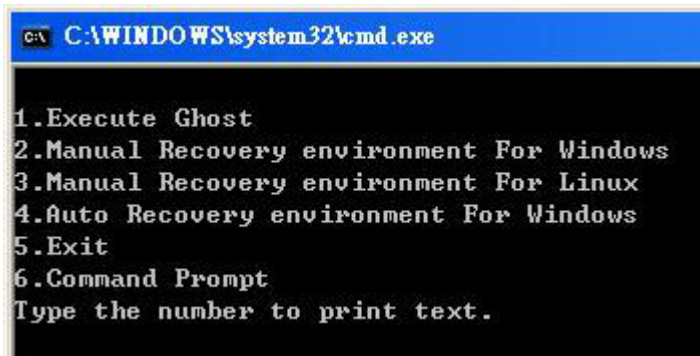 C:\WINDOWS\system32\cmd.exe
1.Execute Ghost
2.Manual Recovery environment For Windows
3.Manual Recovery environment For Linux
4.Auto Recovery environment For Windows
5.Exit
6.Command Prompt
Type the number to print text.